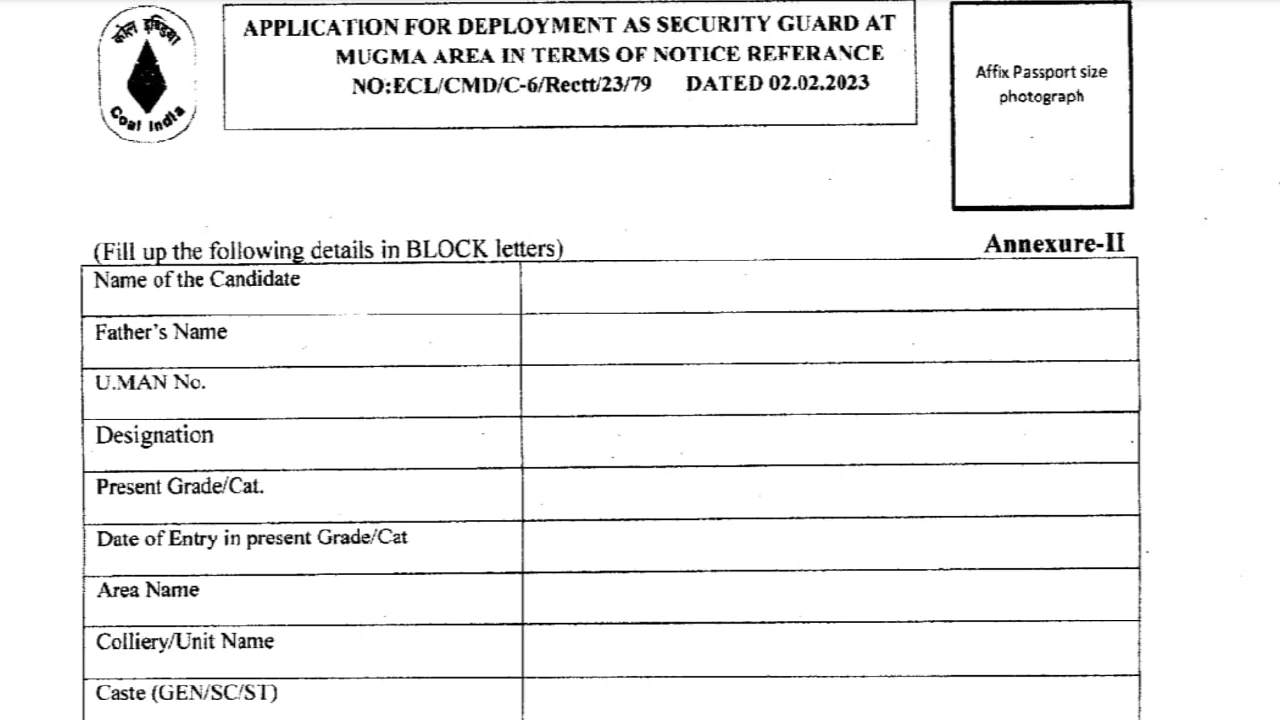 कोल इण्डिया
Coal India
APPLICATION FOR DEPLOYMENT AS SECURITY GUARD AT
MUGMA AREA IN TERMS OF NOTICE REFERANCE
NO:ECL/CMD/C-6/Rectt/23/79 DATED 02.02.2023
Affix Passport size
photograph
(Fill up the following details in BLOCK letters)
Annexure-II
Name of the Candidate
Father's Name
U.MAN No.
Designation
Present Grade/Cat.
Date of Entry in present Grade/Cat
Area Name
Colliery/Unit Name
Caste (GEN/SC/ST)